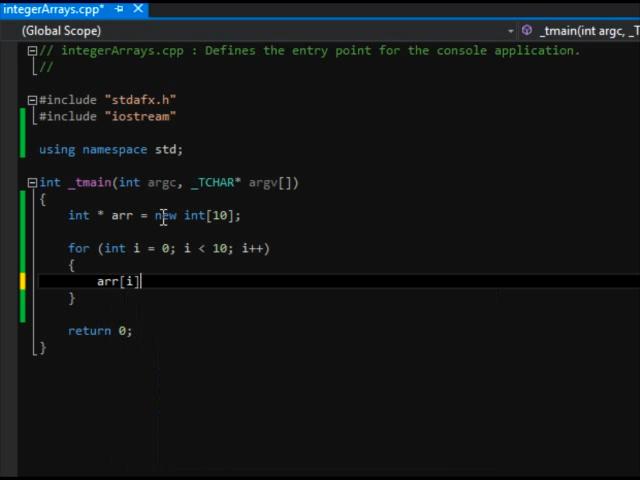 integerArrays.cpp*
(Global Scope) _tmain(int argc, _T
// integerArrays.cpp : Defines the entry point for the console application.
//
#include "stdafx.h"
#include "iostream"
using namespace std;
int _tmain(int argc, _TCHAR* argv[])
{
int * arr = new int[10];
for (int i = 0; i < 10; i++)
{
arr[i]
}
return 0;
}